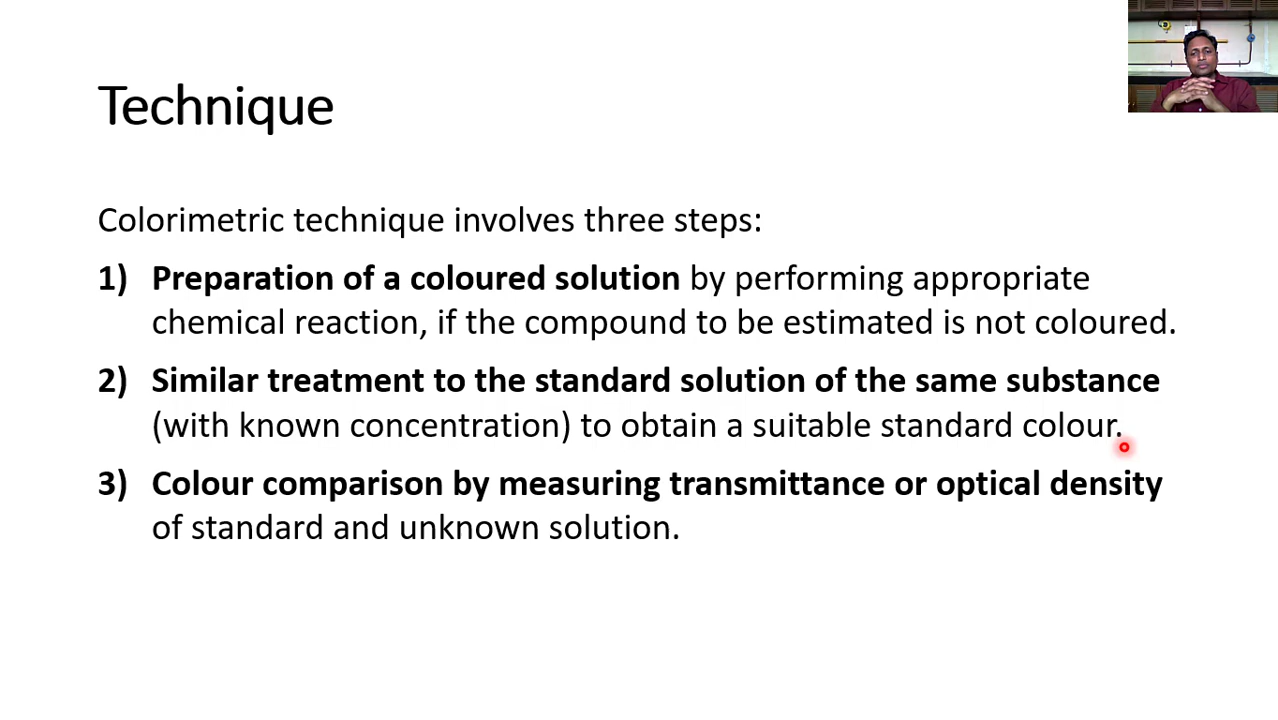 Technique
Colorimetric technique involves three steps:
1) Preparation of a coloured solution by performing appropriate
chemical reaction, if the compound to be estimated is not coloured.
2) Similar treatment to the standard solution of the same substance
(with known concentration) to obtain a suitable standard colour.
3) Colour comparison by measuring transmittance or optical density
of standard and unknown solution.